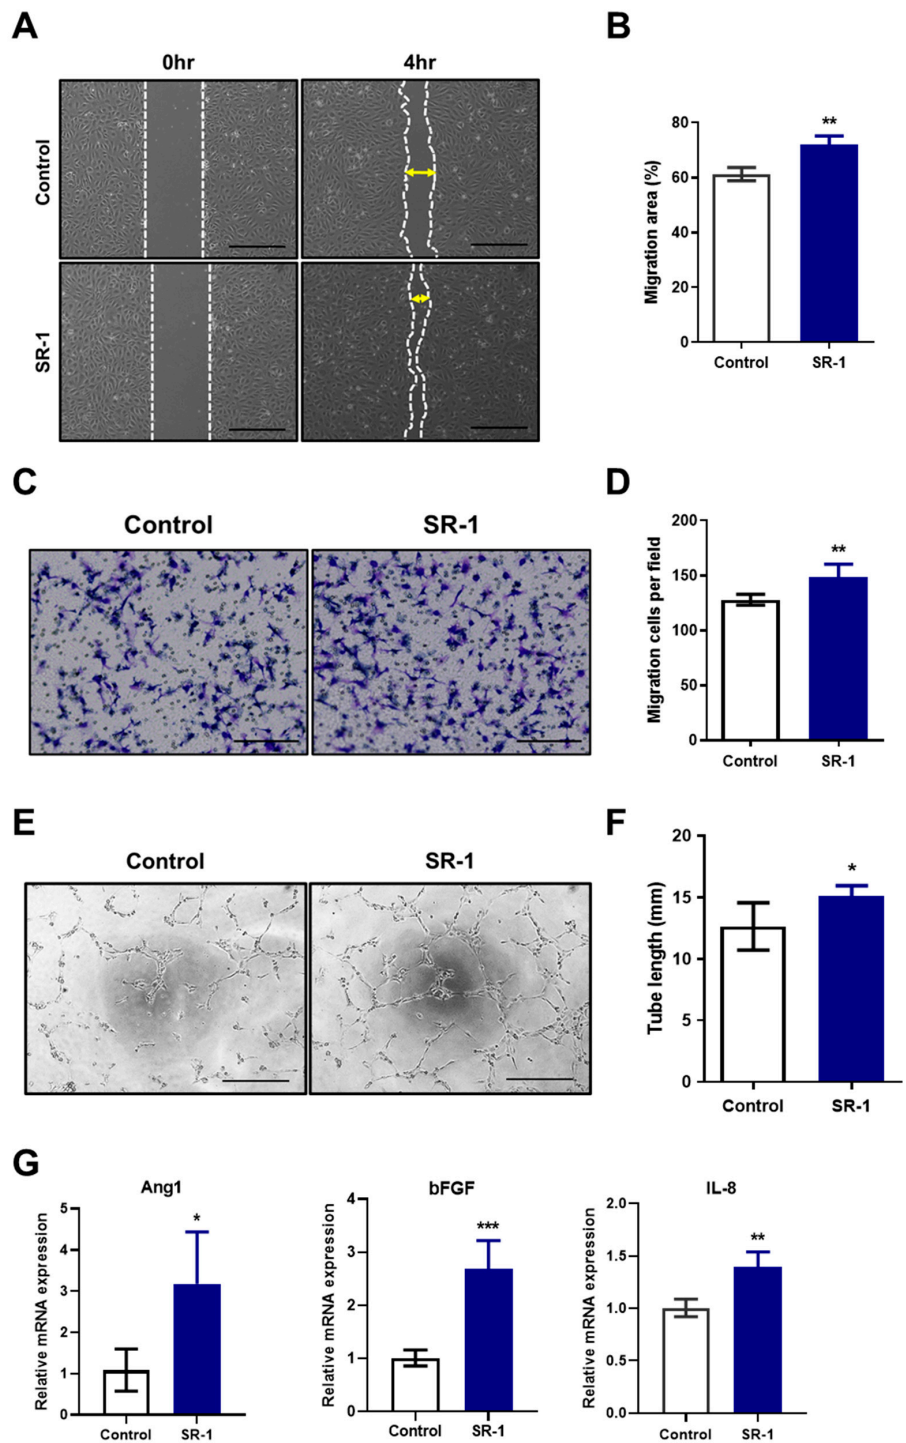 A
B
0hr
4hr
Control
SR-1
Migration area (%)
80
60
40
20
0
**
Control
SR-1
C
D
Control
SR-1
Migration cells per field
200
150
100
50
0
**
Control
SR-1
E
F
Control
SR-1
Tube length (mm)
20
15
10
5
0
*
Control
SR-1
G
Ang1
Relative mRNA expression
5
4
3
2
1
0
*
Control
SR-1
bFGF
Relative mRNA expression
4
3
2
1
0
***
Control
SR-1
IL-8
Relative mRNA expression
2.0
1.5
1.0
0.5
0.0
**
Control
SR-1